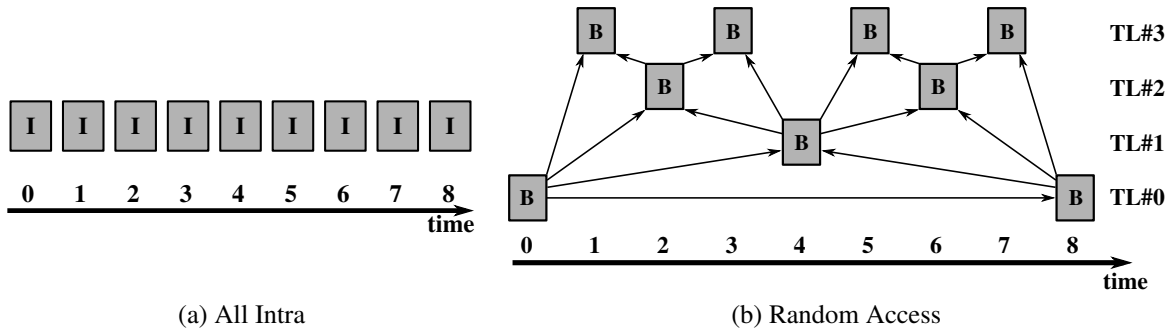 B B B B TL#3
B B TL#2
I I I I I I I I I
B TL#1
B B TL#0
0 1 2 3 4 5 6 7 8
time
0 1 2 3 4 5 6 7 8
time
(a) All Intra
(b) Random Access